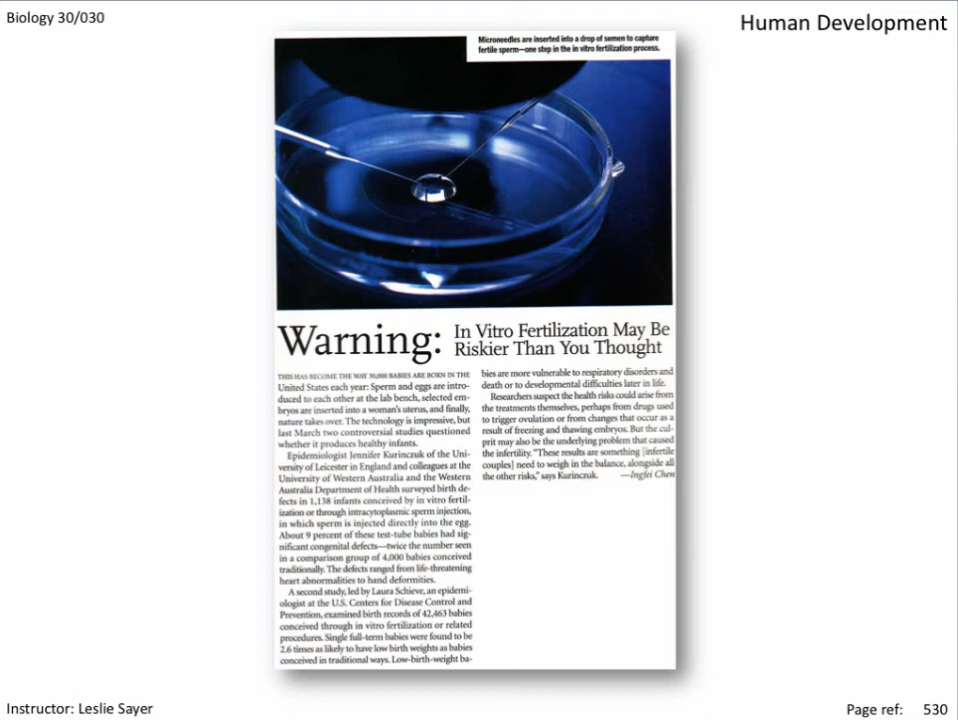 Biology 30/030
Human Development
Microneedles are inserted into a drop of semen to capture
fertile sperm—one step in the in vitro fertilization process.
Warning: In Vitro Fertilization May Be
Riskier Than You Thought
THIS HAS BECOME THE WAY 30,000 BABIES ARE BORN IN THE
United States each year: Sperm and eggs are intro-
duced to each other at the lab bench, selected em-
bryos are inserted into a woman's uterus, and finally,
nature takes over. The technology is impressive, but
last March two controversial studies questioned
whether it produces healthy infants.
Epidemiologist Jennifer Kurinczuk of the Uni-
versity of Leicester in England and colleagues at the
University of Western Australia and the Western
Australia Department of Health surveyed birth de-
fects in 1,138 infants conceived by in vitro fertil-
ization or through intracytoplasmic sperm injection,
in which sperm is injected directly into the egg.
About 9 percent of these test-tube babies had sig-
nificant congenital defects—twice the number seen
in a comparison group of 4,000 babies conceived
traditionally. The defects ranged from life-threatening
heart abnormalities to hand deformities.
A second study, led by Laura Schieve, an epidemi-
ologist at the U.S. Centers for Disease Control and
Prevention, examined birth records of 42,463 babies
conceived through in vitro fertilization or related
procedures. Single full-term babies were found to be
2.6 times as likely to have low birth weights as babies
conceived in traditional ways. Low-birth-weight ba-
bies are more vulnerable to respiratory disorders and
death or to developmental difficulties later in life.
Researchers suspect the health risks could arise from
the treatments themselves, perhaps from drugs used
to trigger ovulation or from changes that occur as a
result of freezing and thawing embryos. But the cul-
prit may also be the underlying problem that caused
the infertility. "These results are something [infertile
couples] need to weigh in the balance, alongside all
the other risks," says Kurinczuk. —Ingfei Chen
Instructor: Leslie Sayer
Page ref: 530